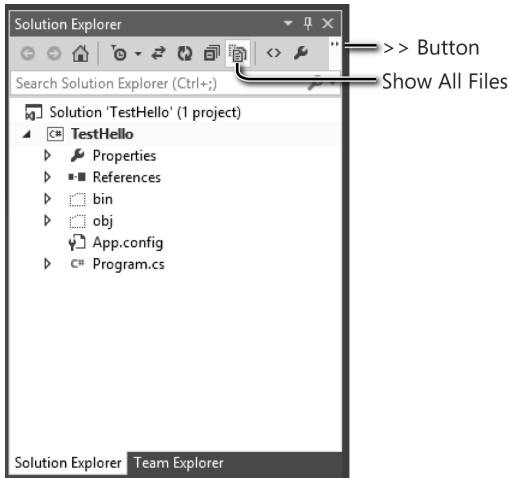 Solution Explorer
>> Button
Show All Files
Search Solution Explorer (Ctrl+;)
Solution 'TestHello' (1 project)
C# TestHello
Properties
References
bin
obj
App.config
C# Program.cs
Solution Explorer Team Explorer